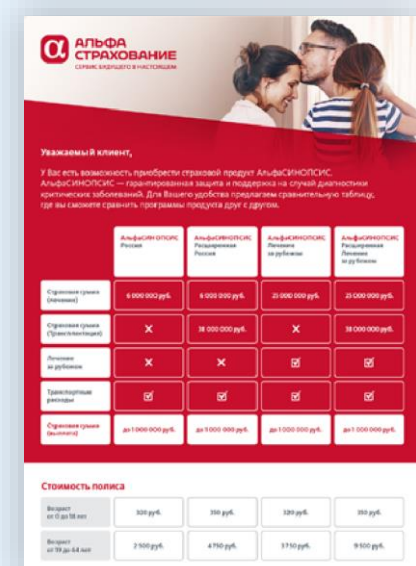 α АЛЬФА
СТРАХОВАНИЕ
СЕРВИС БУДУЩЕГО В НАСТОЯЩЕМ
Уважаемый клиент,
У Вас есть возможность приобрести страховой продукт АльфаСИНОПСИС.
АльфаСИНОПСИС — гарантированная защита и поддержка на случай диагностики
критических заболеваний. Для Вашего удобства предлагаем сравнительную таблицу,
где вы сможете сравнить программы продукта друг с другом.
АльфаСИНОПСИС Россия
АльфаСИНОПСИС Расширенная Россия
АльфаСИНОПСИС Лечение за рубежом
АльфаСИНОПСИС Расширенная Лечение за рубежом
Страховая сумма (лечение) 6 000 000 руб. 6 000 000 руб. 25 000 000 руб. 25 000 000 руб.
Страховая сумма (Трансплантация) 38 000 000 руб. 38 000 000 руб.
Лечение за рубежом
Транспортные расходы
Страховая сумма (выплата) до 1 000 000 руб. до 1 000 000 руб. до 1 000 000 руб. до 1 000 000 руб.
Стоимость полиса
Возраст от 0 до 18 лет 320 руб. 350 руб. 320 руб. 350 руб.
Возраст от 19 до 64 лет 2 500 руб. 4 750 руб. 3 750 руб. 9 500 руб.